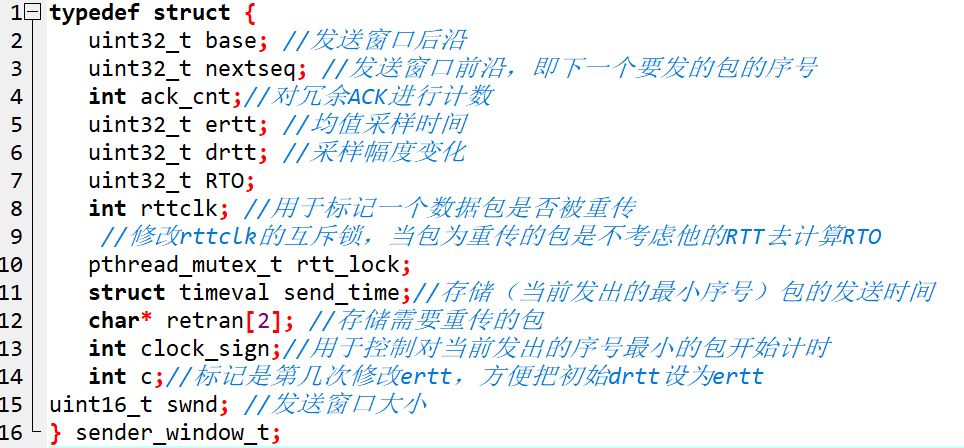 1 typedef struct {
2 uint32_t base; //发送窗口后沿
3 uint32_t nextseq; //发送窗口前沿，即下一个要发的包的序号
4 int ack_cnt;//对冗余ACK进行计数
5 uint32_t ertt; //均值采样时间
6 uint32_t drtt; //采样幅度变化
7 uint32_t RTO;
8 int rttclk; //用于标记一个数据包是否被重传
9 //修改rttclk的互斥锁，当包为重传的包是不考虑他的RTT去计算RTO
10 pthread_mutex_t rtt_lock;
11 struct timeval send_time;//存储（当前发出的最小序号）包的发送时间
12 char* retran[2]; //存储需要重传的包
13 int clock_sign;//用于控制对当前发出的序号最小的包开始计时
14 int c;//标记是第几次修改ertt，方便把初始drtt设为ertt
15 uint16_t swnd; //发送窗口大小
16 } sender_window_t;